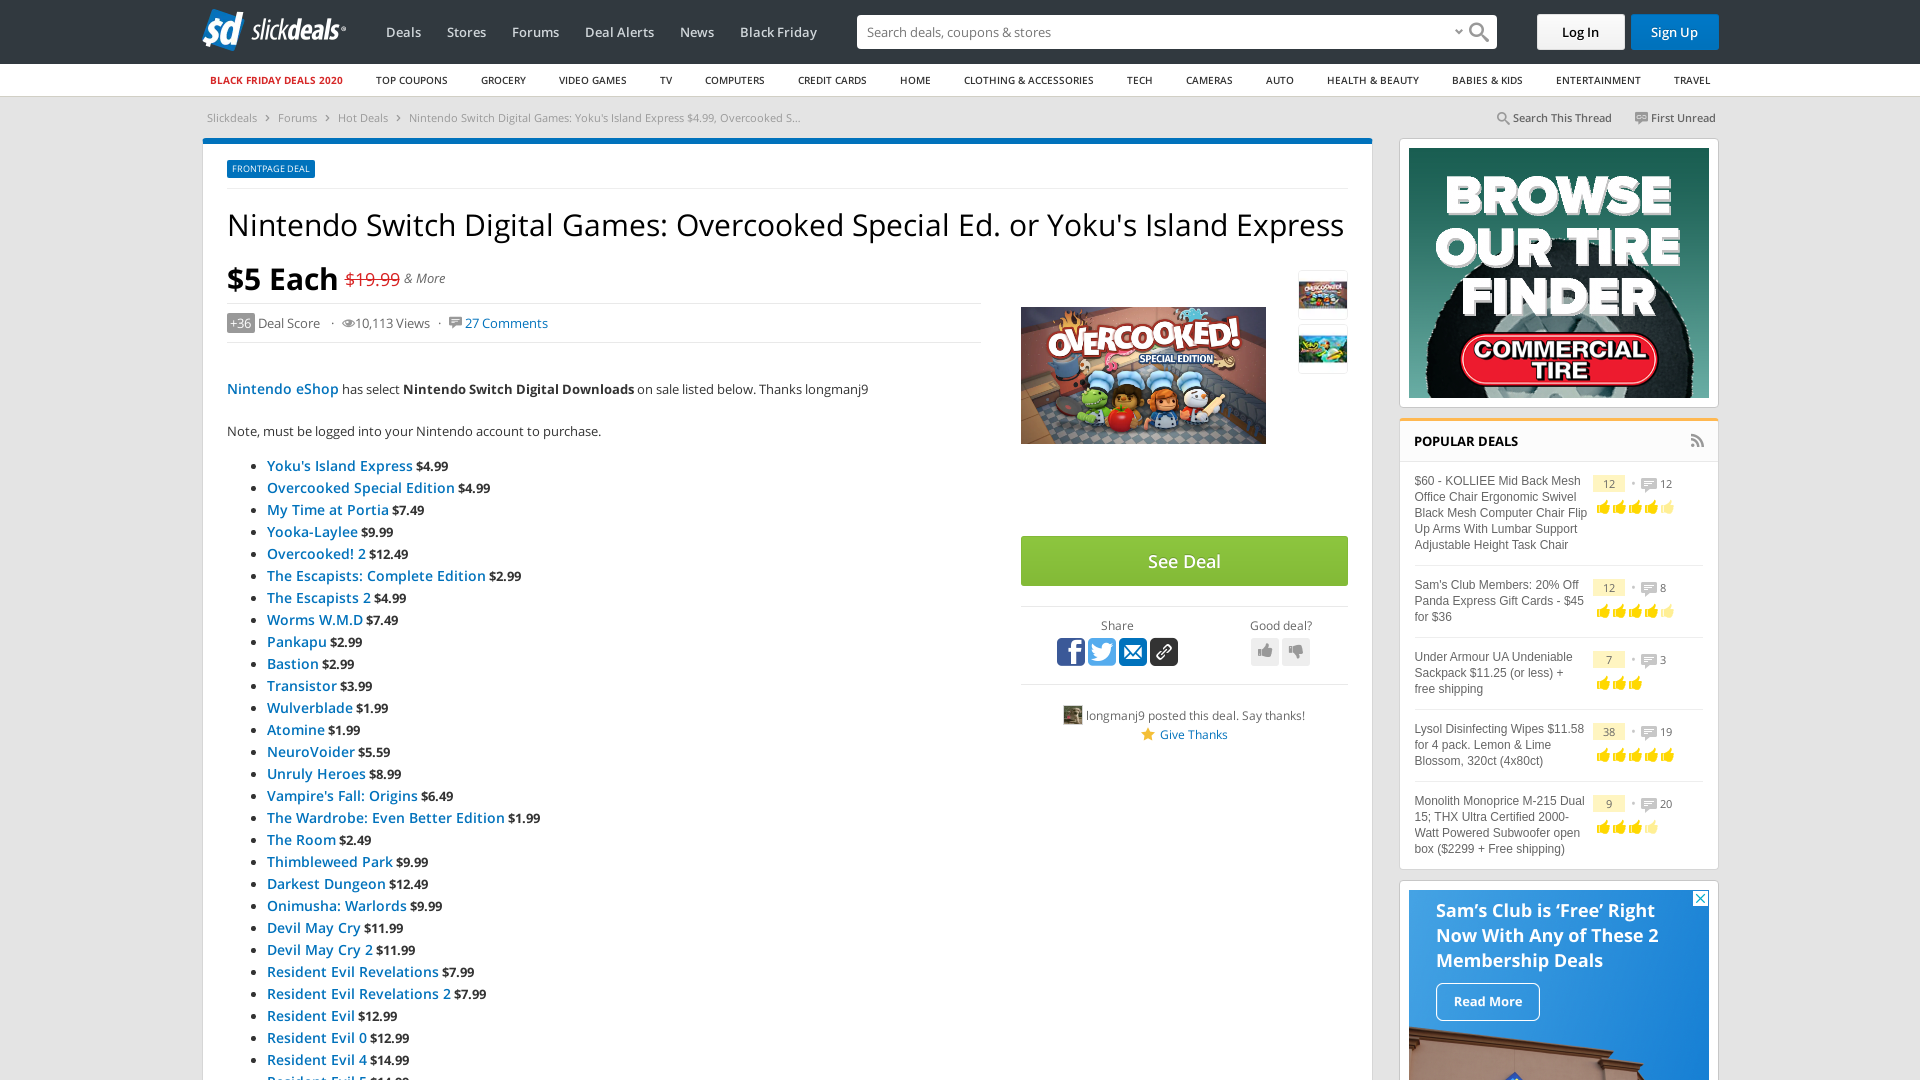 slickdeals
Deals
Stores
Forums
Deal Alerts
News
Black Friday
Search deals, coupons & stores
Log In
Sign Up
BLACK FRIDAY DEALS 2020
TOP COUPONS
GROCERY
VIDEO GAMES
TV
COMPUTERS
CREDIT CARDS
HOME
CLOTHING & ACCESSORIES
TECH
CAMERAS
AUTO
HEALTH & BEAUTY
BABIES & KIDS
ENTERTAINMENT
TRAVEL
Slickdeals > Forums > Hot Deals > Nintendo Switch Digital Games: Yoku's Island Express $4.99, Overcooked S...
Search This Thread
First Unread
FRONTPAGE DEAL
Nintendo Switch Digital Games: Overcooked Special Ed. or Yoku's Island Express
$5 Each $19.99 & More
+36 Deal Score · 10,113 Views · 27 Comments
Nintendo eShop has select Nintendo Switch Digital Downloads on sale listed below. Thanks longmanj9
Note, must be logged into your Nintendo account to purchase.
• Yoku's Island Express $4.99
• Overcooked Special Edition $4.99
• My Time at Portia $7.49
• Yooka-Laylee $9.99
• Overcooked! 2 $12.49
• The Escapists: Complete Edition $2.99
• The Escapists 2 $4.99
• Worms W.M.D $7.49
• Pankapu $2.99
• Bastion $2.99
• Transistor $3.99
• Wulverblade $1.99
• Atomine $1.99
• NeuroVoider $5.59
• Unruly Heroes $8.99
• Vampire's Fall: Origins $6.49
• The Wardrobe: Even Better Edition $1.99
• The Room $2.49
• Thimbleweed Park $9.99
• Darkest Dungeon $12.49
• Onimusha: Warlords $9.99
• Devil May Cry $11.99
• Devil May Cry 2 $11.99
• Resident Evil Revelations $7.99
• Resident Evil Revelations 2 $7.99
• Resident Evil $12.99
• Resident Evil 0 $12.99
• Resident Evil 4 $14.99
• Resident Evil 5 $14.99
OVERCOOKED!
SPECIAL EDITION
OVERCOOKED!
See Deal
Share
Good deal?
longmanj9 posted this deal. Say thanks!
Give Thanks
BROWSE
OUR TIRE
FINDER
COMMERCIAL
TIRE
POPULAR DEALS
$60 - KOLLIEE Mid Back Mesh
Office Chair Ergonomic Swivel
Black Mesh Computer Chair Flip
Up Arms With Lumbar Support
Adjustable Height Task Chair
12 • 12
Sam's Club Members: 20% Off
Panda Express Gift Cards - $45
for $36
12 • 8
Under Armour UA Undeniable
Sackpack $11.25 (or less) +
free shipping
7 • 3
Lysol Disinfecting Wipes $11.58
for 4 pack. Lemon & Lime
Blossom, 320ct (4x80ct)
38 • 19
Monolith Monoprice M-215 Dual
15; THX Ultra Certified 2000-
Watt Powered Subwoofer open
box ($2299 + Free shipping)
9 • 20
Sam's Club is 'Free' Right
Now With Any of These 2
Membership Deals
Read More